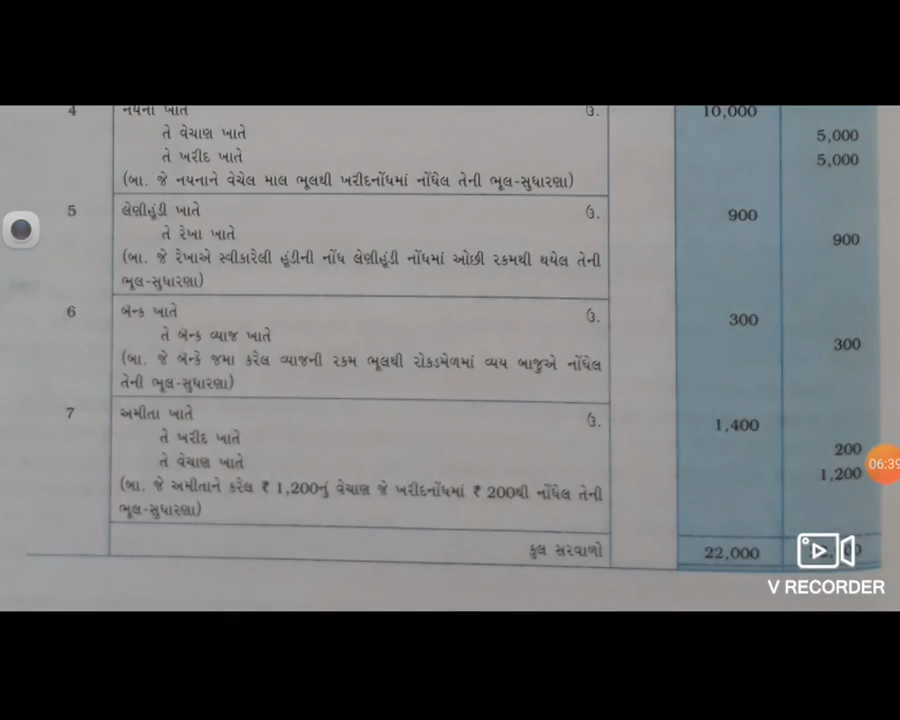 4 નયના ખાતે ઉ. 10,000
તે વેચાણ ખાતે 5,000
તે ખરીદ ખાતે 5,000
(બા. જે નયનાને વેચેલ માલ ભૂલથી ખરીદનોંધમાં નોંધેલ તેની ભૂલ-સુધારણા)
5 લેણીહૂંડી ખાતે ઉ. 900
તે રેખા ખાતે 900
(બા. જે રેખાએ સ્વીકારેલી હૂંડીની નોંધ લેણીહૂંડી નોંધમાં ઓછી રકમથી થયેલ તેની
ભૂલ-સુધારણા)
6 બૅન્ક ખાતે ઉ. 300
તે બૅન્ક વ્યાજ ખાતે 300
(બા. જે બૅન્કે જમા કરેલ વ્યાજની રકમ ભૂલથી રોકડમેળમાં વ્યય બાજુએ નોંધેલ
તેની ભૂલ-સુધારણા)
7 અમીતા ખાતે ઉ. 1,400
તે ખરીદ ખાતે 200
તે વેચાણ ખાતે 1,200
(બા. જે અમીતાને કરેલ ₹ 1,200નું વેચાણ જે ખરીદનોંધમાં ₹ 200થી નોંધેલ તેની
ભૂલ-સુધારણા)
કુલ સરવાળો 22,000
06:39
V RECORDER